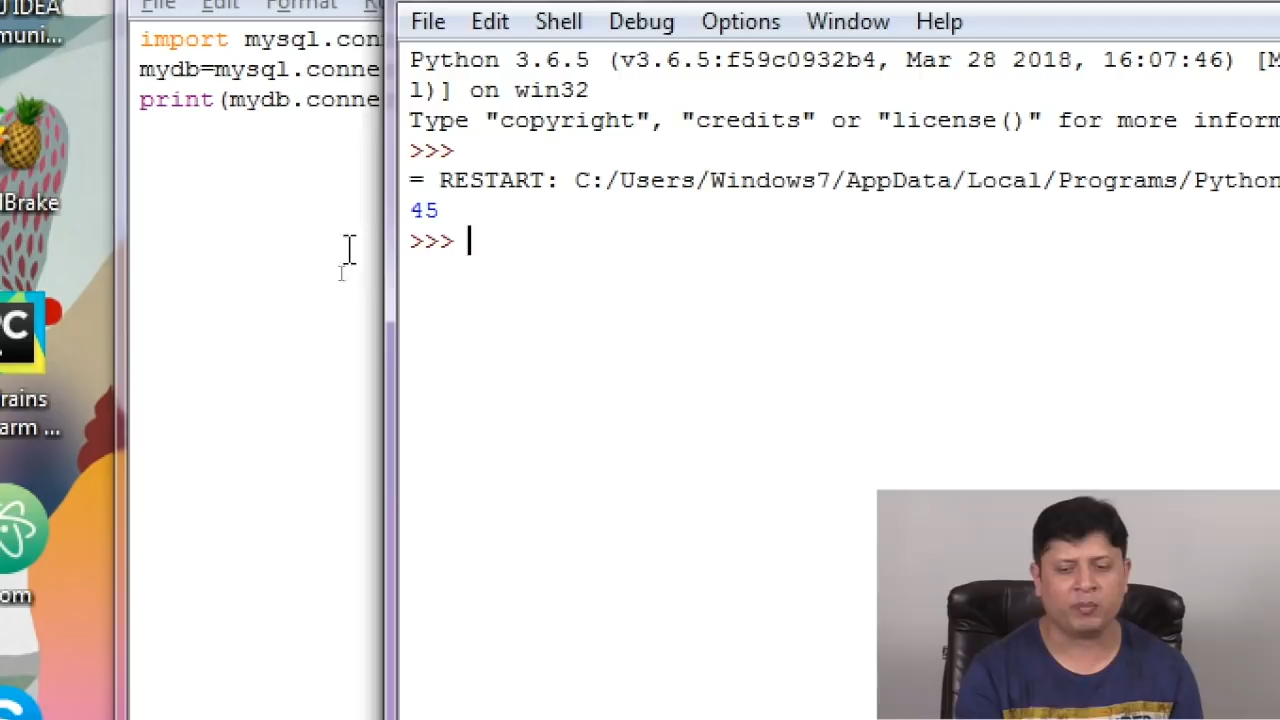 U IDEA
muni...
lBrake
PC
rains
arm ...
om
File Edit Format
import mysql.con
mydb=mysql.conne
print(mydb.conne
File Edit Shell Debug Options Window Help
Python 3.6.5 (v3.6.5:f59c0932b4, Mar 28 2018, 16:07:46) [M
l)] on win32
Type "copyright", "credits" or "license()" for more inform
>>>
= RESTART: C:/Users/Windows7/AppData/Local/Programs/Python
45
>>>